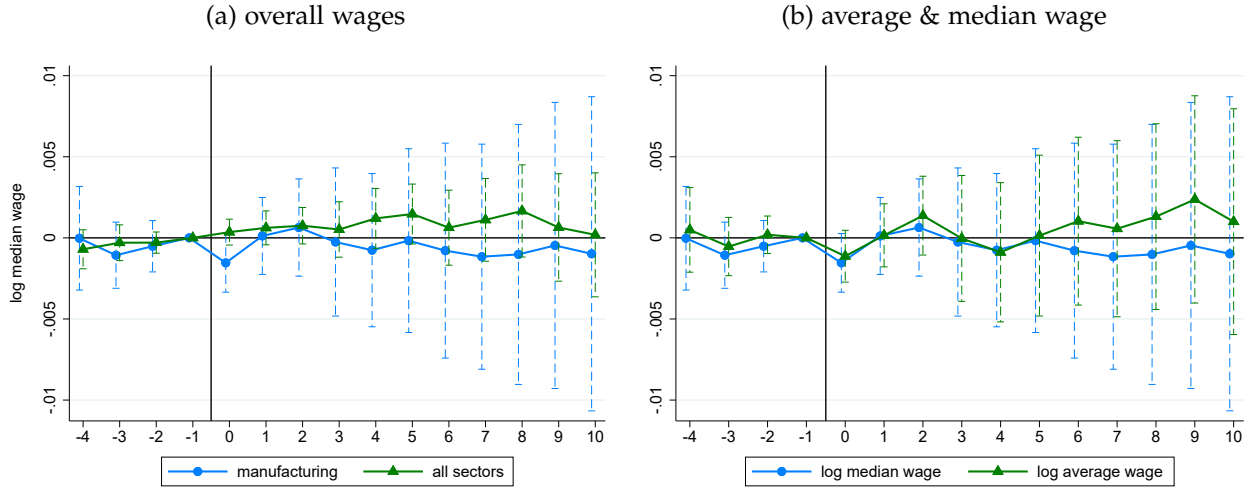 (a) overall wages
log median wage
.01
.005
0
-.005
-.01
-4 -3 -2 -1 0 1 2 3 4 5 6 7 8 9 10
manufacturing all sectors
(b) average & median wage
.01
.005
0
-.005
-.01
-4 -3 -2 -1 0 1 2 3 4 5 6 7 8 9 10
log median wage log average wage